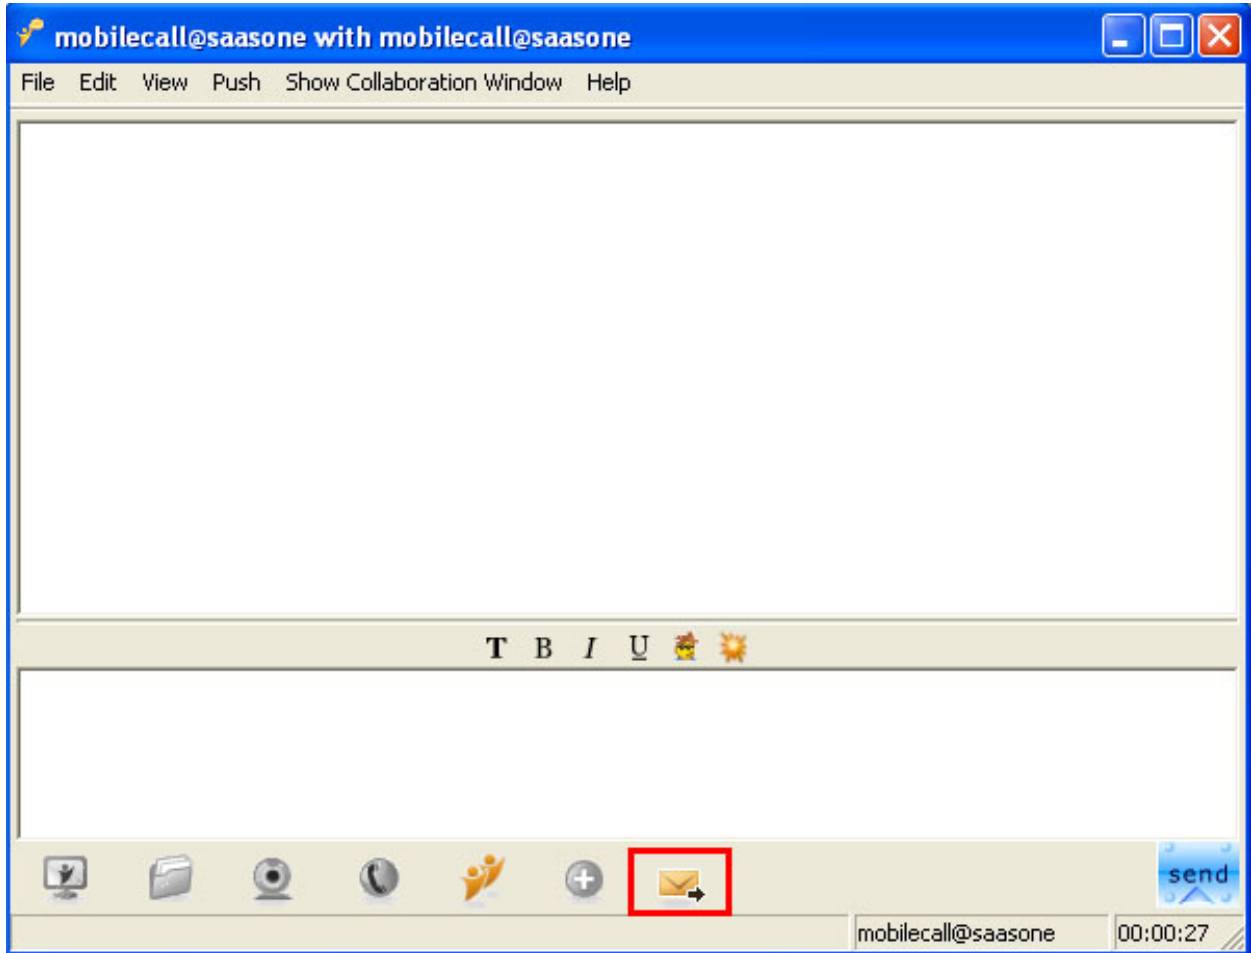 mobilecall@saasone with mobilecall@saasone
File Edit View Push Show Collaboration Window Help
T B I U
send
mobilecall@saasone 00:00:27